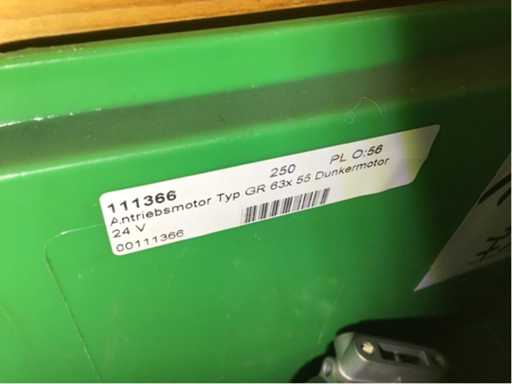 111366 250 PL O:56
Antriebsmotor Typ GR 63x 55 Dunkermotor
24 V
00111366